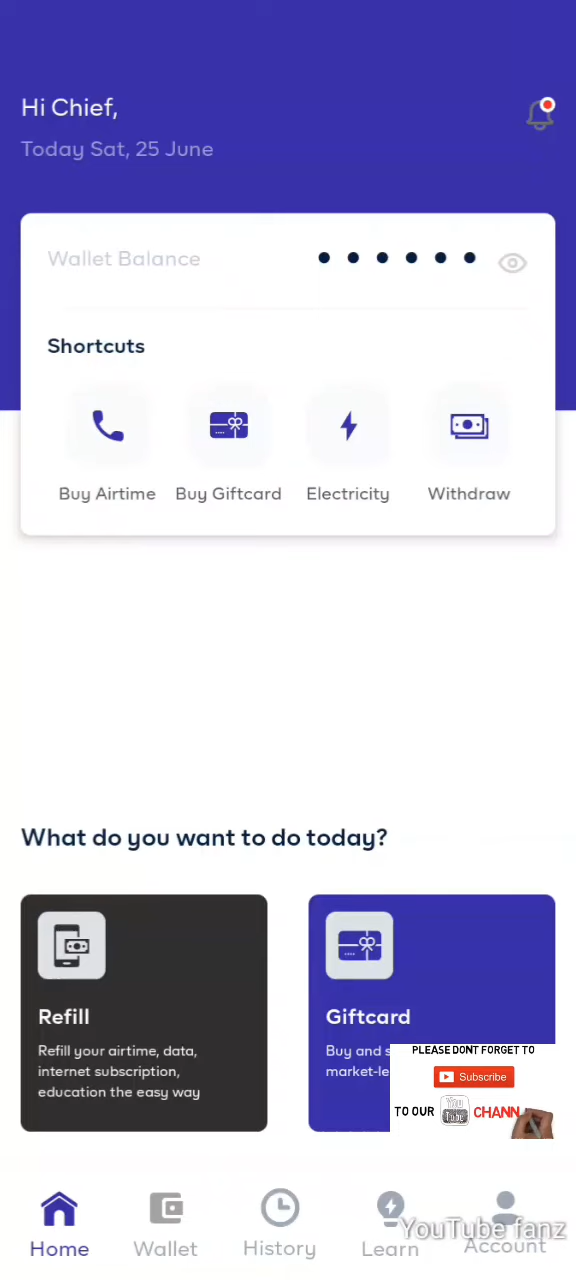 Hi Chief,
Today Sat, 25 June
Wallet Balance
Shortcuts
Buy Airtime Buy Giftcard Electricity Withdraw
What do you want to do today?
Refill
Refill your airtime, data,
internet subscription,
education the easy way
Giftcard
Buy and s
market-le
PLEASE DONT FORGET TO
Subscribe
TO OUR You Tube CHANN
Home Wallet History Learn Account
YouTube fanz